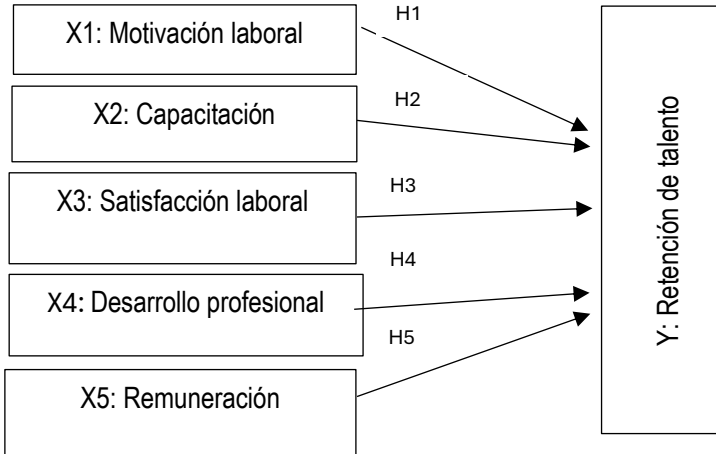 X1: Motivación laboral
H1
X2: Capacitación
H2
X3: Satisfacción laboral
H3
X4: Desarrollo profesional
H4
X5: Remuneración
H5
Y: Retención de talento